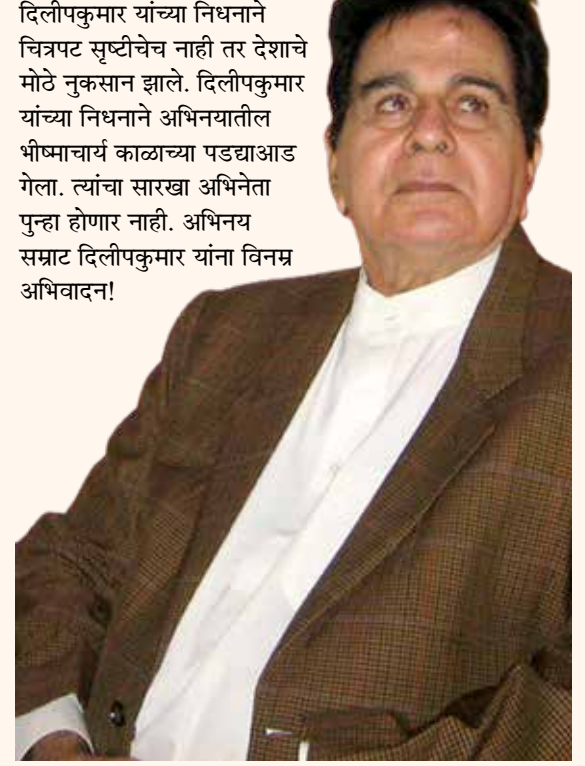 दिलीपकुमार यांच्या निधनाने
चित्रपट सृष्टीचेच नाही तर देशाचे
मोठे नुकसान झाले. दिलीपकुमार
यांच्या निधनाने अभिनयातील
भीष्माचार्य काळाच्या पडद्याआड
गेला. त्यांचा सारखा अभिनेता
पुन्हा होणार नाही. अभिनय
सम्राट दिलीपकुमार यांना विनम्र
अभिवादन!